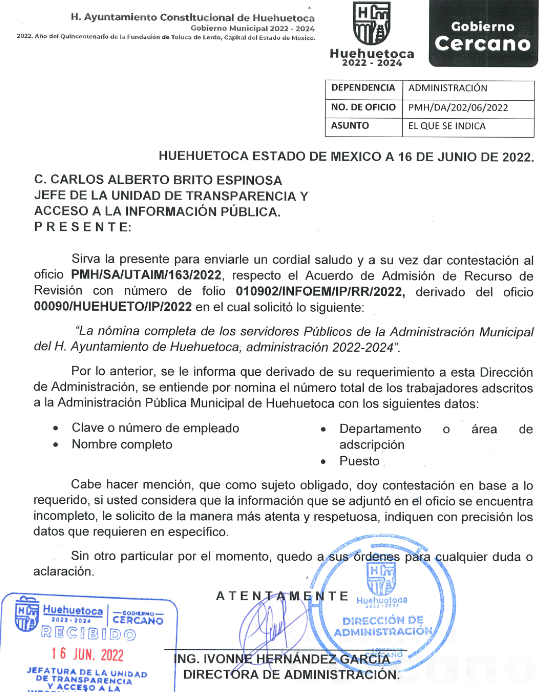 H. Ayuntamiento Constitucional de Huehuetoca
Gobierno Municipal 2022 - 2024
2022. Año del Quincentenario de la Fundación de Toluca de Lerdo, Capital del Estado de México.
Huehuetoca
2022 - 2024
Gobierno
Cercano
DEPENDENCIA ADMINISTRACIÓN
NO. DE OFICIO PMH/DA/202/06/2022
ASUNTO EL QUE SE INDICA
HUEHUETOCA ESTADO DE MEXICO A 16 DE JUNIO DE 2022.
C. CARLOS ALBERTO BRITO ESPINOSA
JEFE DE LA UNIDAD DE TRANSPARENCIA Y
ACCESO A LA INFORMACIÓN PÚBLICA.
P R E S E N T E:
Sirva la presente para enviarle un cordial saludo y a su vez dar contestación al
oficio PMH/SA/UTAIM/163/2022, respecto el Acuerdo de Admisión de Recurso de
Revisión con número de folio 010902/INFOEM/IP/RR/2022, derivado del oficio
00090/HUEHUETO/IP/2022 en el cual solicitó lo siguiente:
"La nómina completa de los servidores Públicos de la Administración Municipal
del H. Ayuntamiento de Huehuetoca, administración 2022-2024".
Por lo anterior, se le informa que derivado de su requerimiento a esta Dirección
de Administración, se entiende por nomina el número total de los trabajadores adscritos
a la Administración Pública Municipal de Huehuetoca con los siguientes datos:
• Clave o número de empleado
• Nombre completo
• Departamento o área de
adscripción
• Puesto
Cabe hacer mención, que como sujeto obligado, doy contestación en base a lo
requerido, si usted considera que la información que se adjuntó en el oficio se encuentra
incompleto, le solicito de la manera más atenta y respetuosa, indiquen con precisión los
datos que requieren en específico.
Sin otro particular por el momento, quedo a sus órdenes para cualquier duda o
aclaración.
A T E N T A M E N T E
Huehuetoca
2022 - 2024
DIRECCIÓN DE
ADMINISTRACIÓN
CERCANO
Huehuetoca
2022 - 2024
GOBIERNO
CERCANO
RECIBIDO
16 JUN. 2022
JEFATURA DE LA UNIDAD
DE TRANSPARENCIA
Y ACCESO A LA
ING. IVONNE HERNÁNDEZ GARCÍA
DIRECTORA DE ADMINISTRACIÓN.